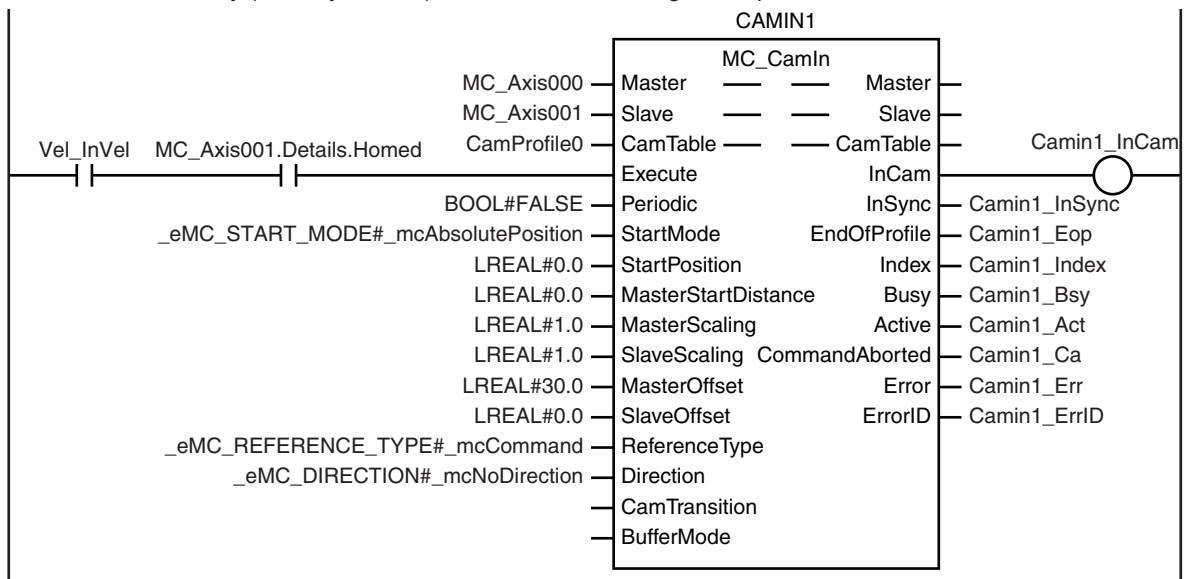 CAMIN1
MC_CamIn
MC_Axis000 Master Master
MC_Axis001 Slave Slave
Vel_InVel MC_Axis001.Details.Homed CamProfile0 CamTable CamTable Camin1_InCam
Execute InCam
BOOL#FALSE Periodic InSync Camin1_InSync
_eMC_START_MODE#_mcAbsolutePosition StartMode EndOfProfile Camin1_Eop
LREAL#0.0 StartPosition Index Camin1_Index
LREAL#0.0 MasterStartDistance Busy Camin1_Bsy
LREAL#1.0 MasterScaling Active Camin1_Act
LREAL#1.0 SlaveScaling CommandAborted Camin1_Ca
LREAL#30.0 MasterOffset Error Camin1_Err
LREAL#0.0 SlaveOffset ErrorID Camin1_ErrID
_eMC_REFERENCE_TYPE#_mcCommand ReferenceType
_eMC_DIRECTION#_mcNoDirection Direction
CamTransition
BufferMode